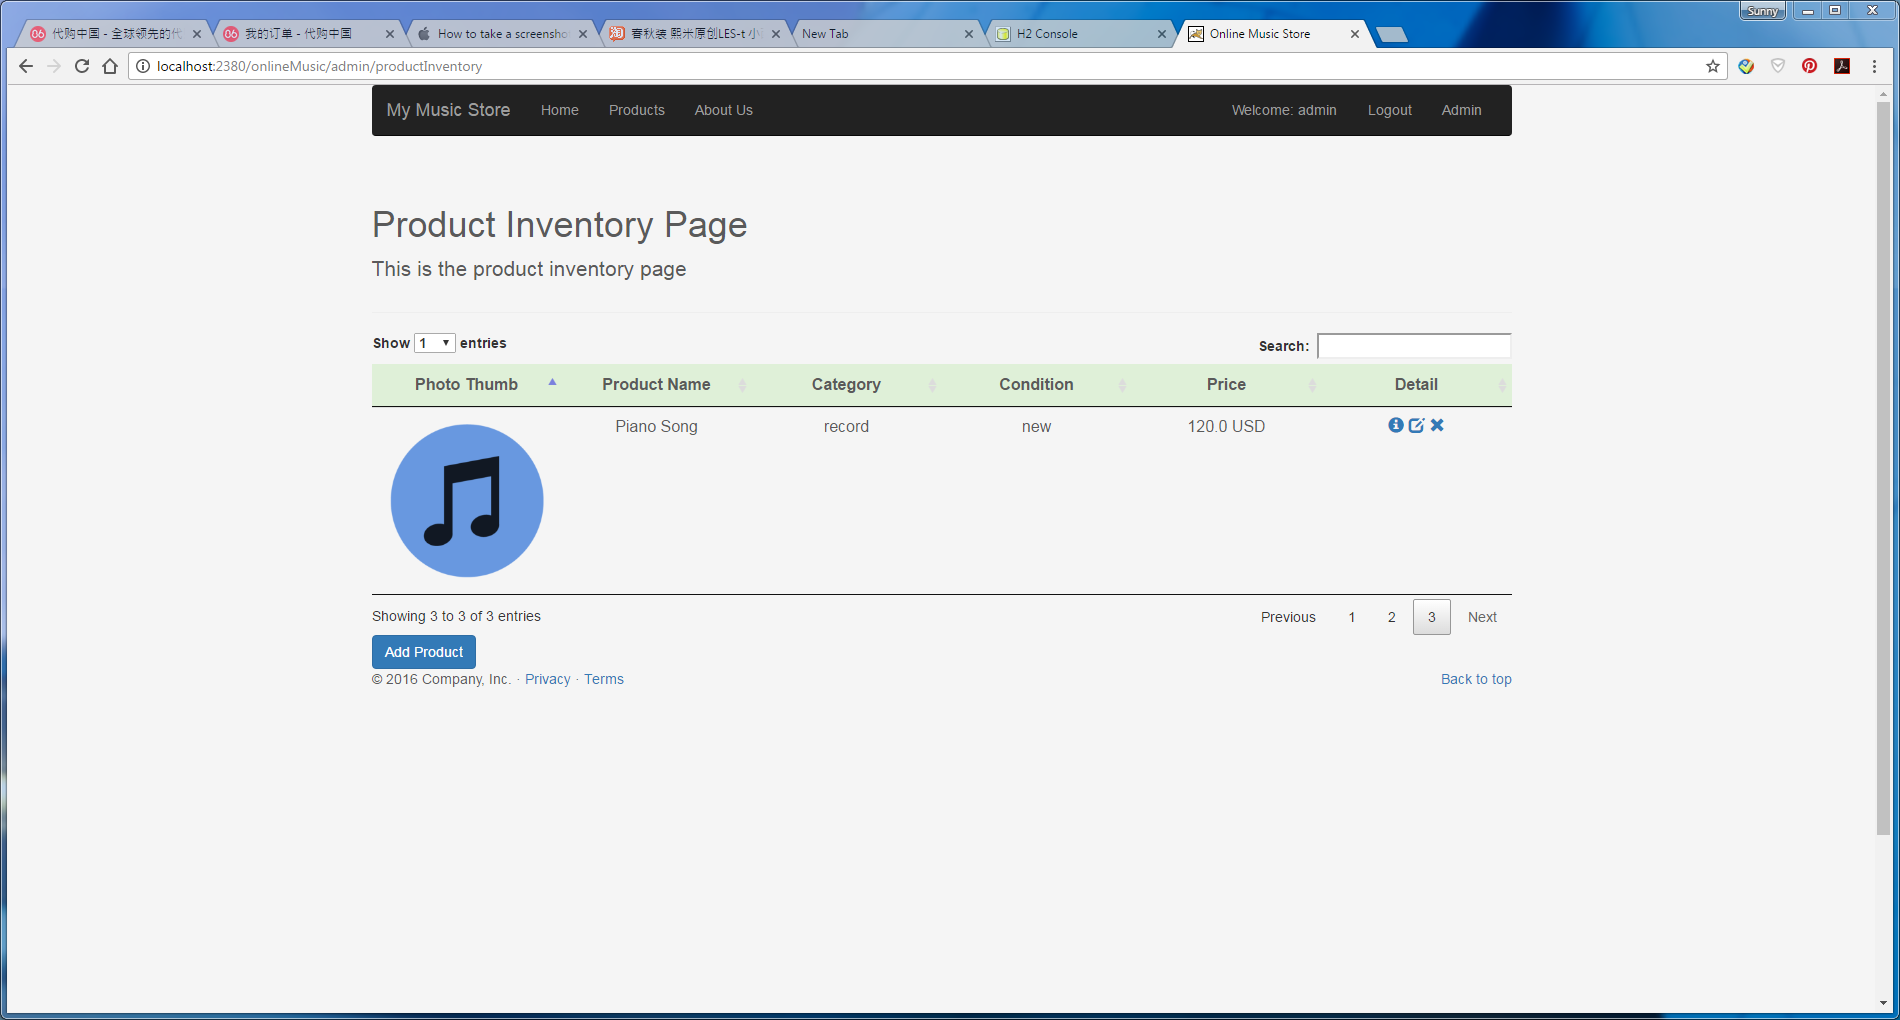 Sunny
代购中国 - 全球领先的代
我的订单 - 代购中国
How to take a screensho
春秋装 熙米原创LES-t 小
New Tab
H2 Console
Online Music Store
localhost:2380/onlineMusic/admin/productInventory
My Music Store Home Products About Us Welcome: admin Logout Admin
Product Inventory Page
This is the product inventory page
Show 1 entries Search:
Photo Thumb Product Name Category Condition Price Detail
Piano Song record new 120.0 USD
Showing 3 to 3 of 3 entries Previous 1 2 3 Next
Add Product
© 2016 Company, Inc. · Privacy · Terms Back to top